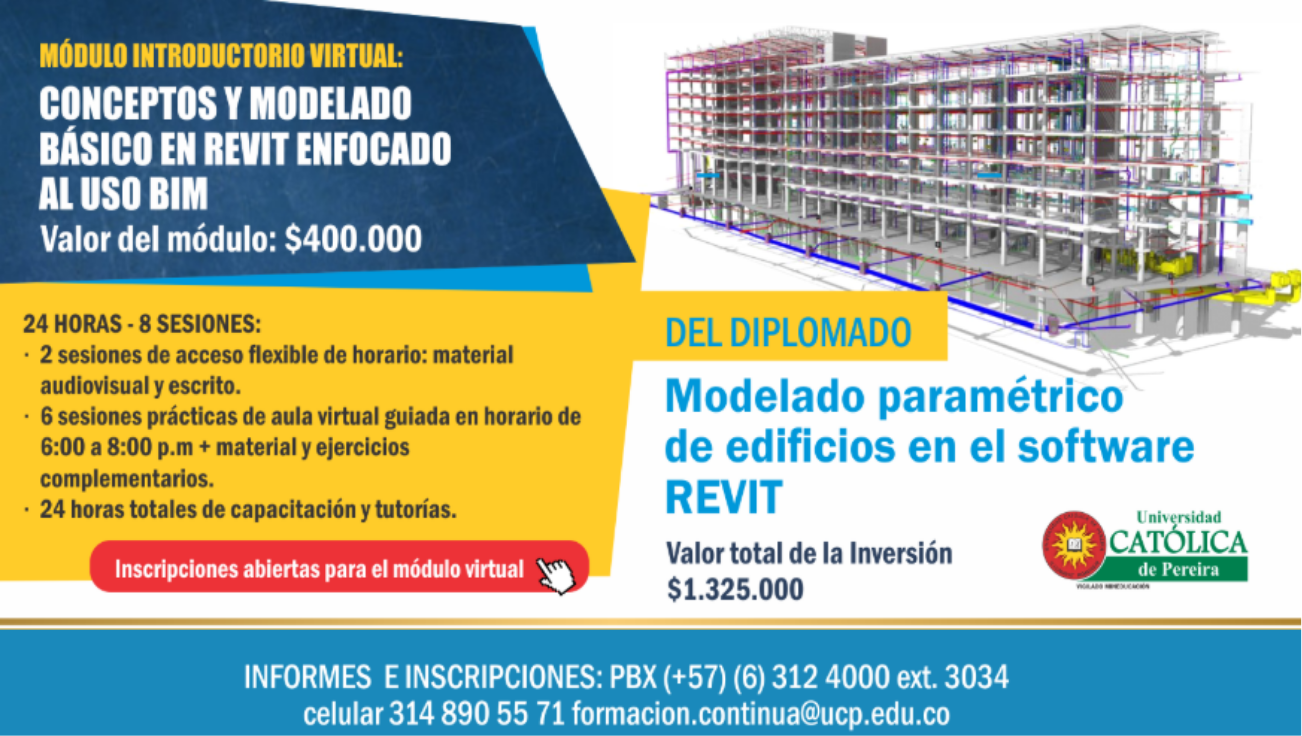 MÓDULO INTRODUCTORIO VIRTUAL:
CONCEPTOS Y MODELADO
BÁSICO EN REVIT ENFOCADO
AL USO BIM
Valor del módulo: $400.000
24 HORAS - 8 SESIONES:
· 2 sesiones de acceso flexible de horario: material
audiovisual y escrito.
· 6 sesiones prácticas de aula virtual guiada en horario de
6:00 a 8:00 p.m + material y ejercicios
complementarios.
· 24 horas totales de capacitación y tutorías.
Inscripciones abiertas para el módulo virtual
DEL DIPLOMADO
Modelado paramétrico
de edificios en el software
REVIT
Valor total de la Inversión
$1.325.000
Universidad
CATÓLICA
de Pereira
VIGILADO MINEDUCACIÓN
INFORMES E INSCRIPCIONES: PBX (+57) (6) 312 4000 ext. 3034
celular 314 890 55 71 formacion.continua@ucp.edu.co